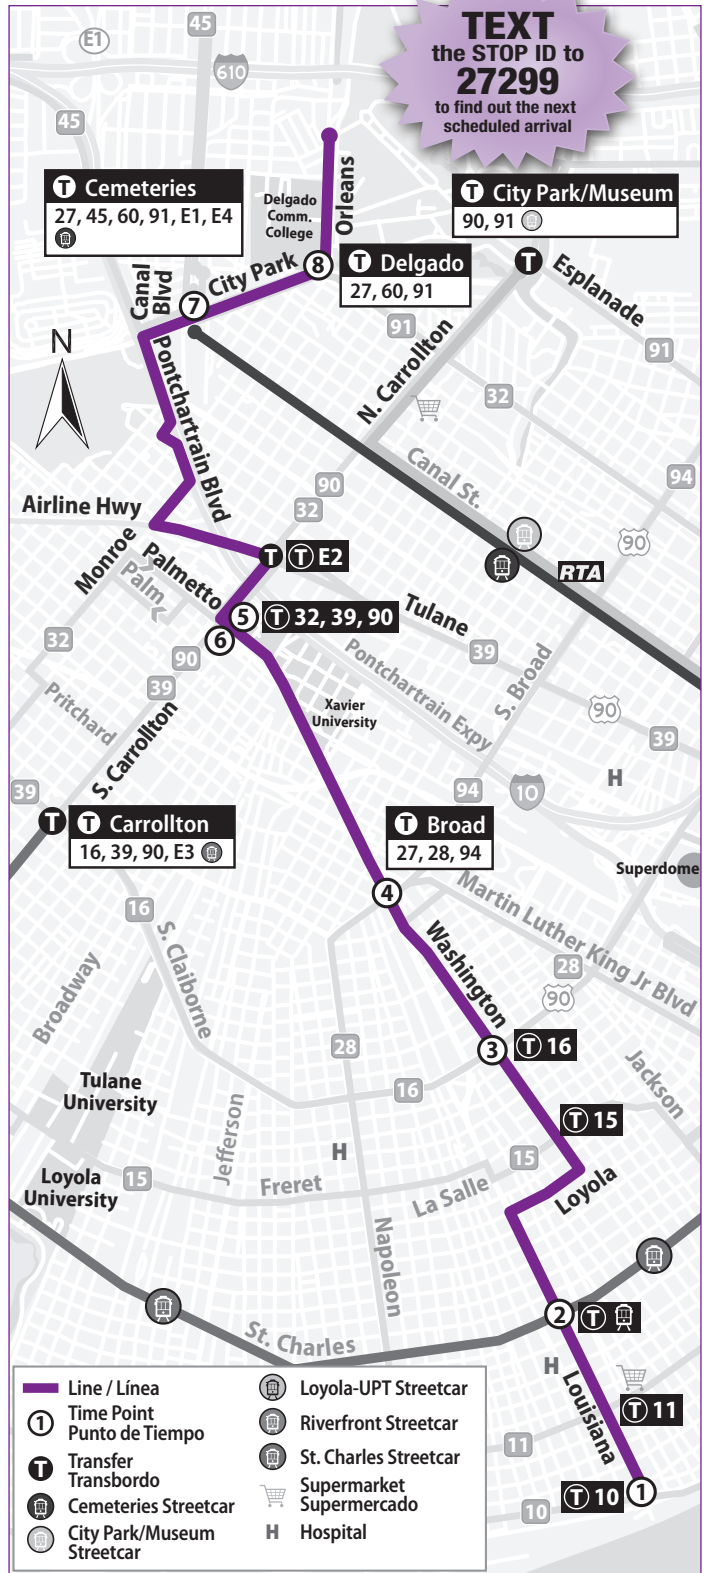 TEXT
the STOP ID to
27299
to find out the next
scheduled arrival
E1
45
610
45
T Cemeteries
27, 45, 60, 91, E1, E4
Delgado
Comm.
College
Orleans
T City Park/Museum
90, 91
T
Esplanade
Canal
Blvd
City Park
8
T Delgado
27, 60, 91
7
91
91
N
N. Carrollton
32
Pontchartrain Blvd
Canal St.
94
90
32
Airline Hwy
90
RTA
Monroe
Palmetto
Palm
T
T E2
5
T 32, 39, 90
6
Tulane
32
90
39
39
Pontchartrain Expy
S. Broad
90
39
Pritchard
S. Carrollton
Xavier
University
H
39
94
10
T
T Carrollton
16, 39, 90, E3
T Broad
27, 28, 94
Superdome
4
Martin Luther King Jr Blvd
16
S. Claiborne
Washington
28
90
Broadway
28
3
T 16
16
Jackson
Tulane
University
Jefferson
T 15
H
15
Loyola
University
15
Freret
La Salle
Loyola
Napoleon
2
T
St. Charles
H
Louisiana
T 11
11
T 10
1
10
Line / Línea
1
Time Point
Punto de Tiempo
T
Transfer
Transbordo
Cemeteries Streetcar
City Park/Museum
Streetcar
Loyola-UPT Streetcar
Riverfront Streetcar
St. Charles Streetcar
Supermarket
Supermercado
H Hospital